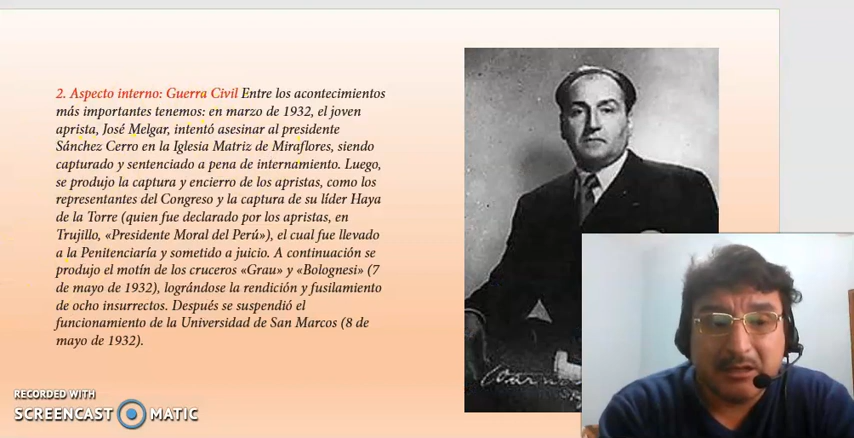 2. Aspecto interno: Guerra Civil Entre los acontecimientos
más importantes tenemos: en marzo de 1932, el joven
aprista, José Melgar, intentó asesinar al presidente
Sánchez Cerro en la Iglesia Matriz de Miraflores, siendo
capturado y sentenciado a pena de internamiento. Luego,
se produjo la captura y encierro de los apristas, como los
representantes del Congreso y la captura de su líder Haya
de la Torre (quien fue declarado por los apristas, en
Trujillo, «Presidente Moral del Perú»), el cual fue llevado
a la Penitenciaría y sometido a juicio. A continuación se
produjo el motín de los cruceros «Grau» y «Bolognesi» (7
de mayo de 1932), lográndose la rendición y fusilamiento
de ocho insurrectos. Después se suspendió el
funcionamiento de la Universidad de San Marcos (8 de
mayo de 1932).
RECORDED WITH
SCREENCAST MATIC